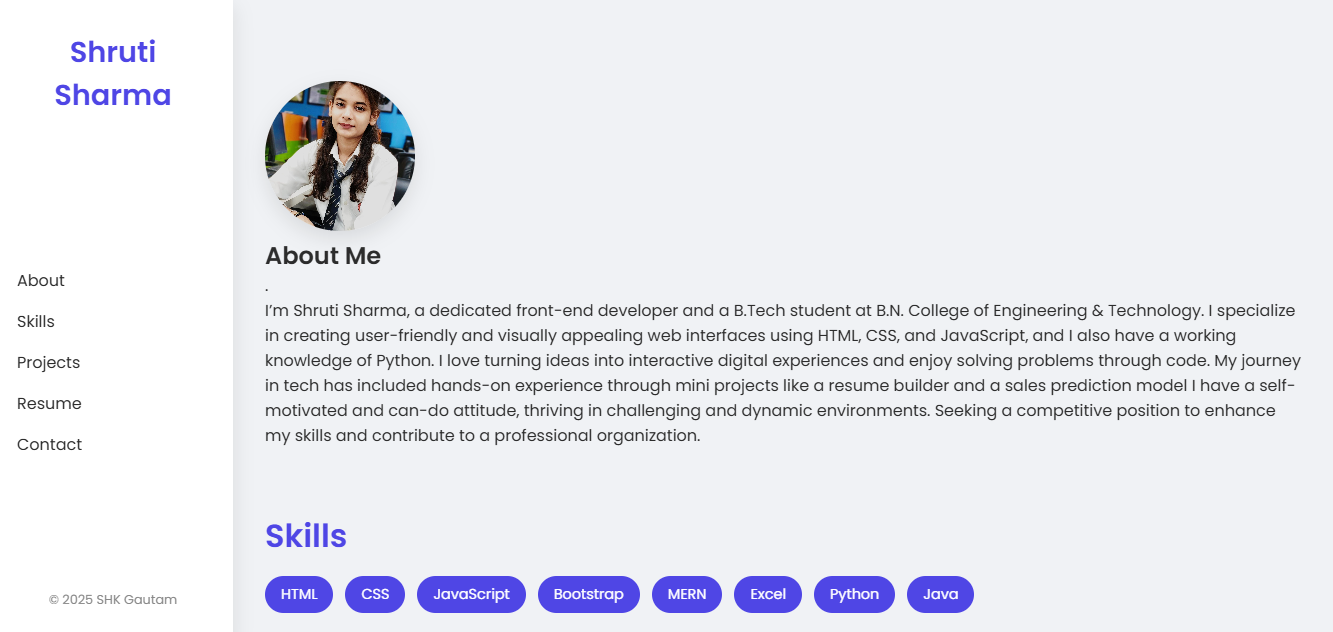 Shruti
Sharma
About
Skills
Projects
Resume
Contact
© 2025 SHK Gautam
About Me
.
I’m Shruti Sharma, a dedicated front-end developer and a B.Tech student at B.N. College of Engineering & Technology. I specialize
in creating user-friendly and visually appealing web interfaces using HTML, CSS, and JavaScript, and I also have a working
knowledge of Python. I love turning ideas into interactive digital experiences and enjoy solving problems through code. My journey
in tech has included hands-on experience through mini projects like a resume builder and a sales prediction model I have a self-
motivated and can-do attitude, thriving in challenging and dynamic environments. Seeking a competitive position to enhance
my skills and contribute to a professional organization.
Skills
HTML CSS JavaScript Bootstrap MERN Excel Python Java